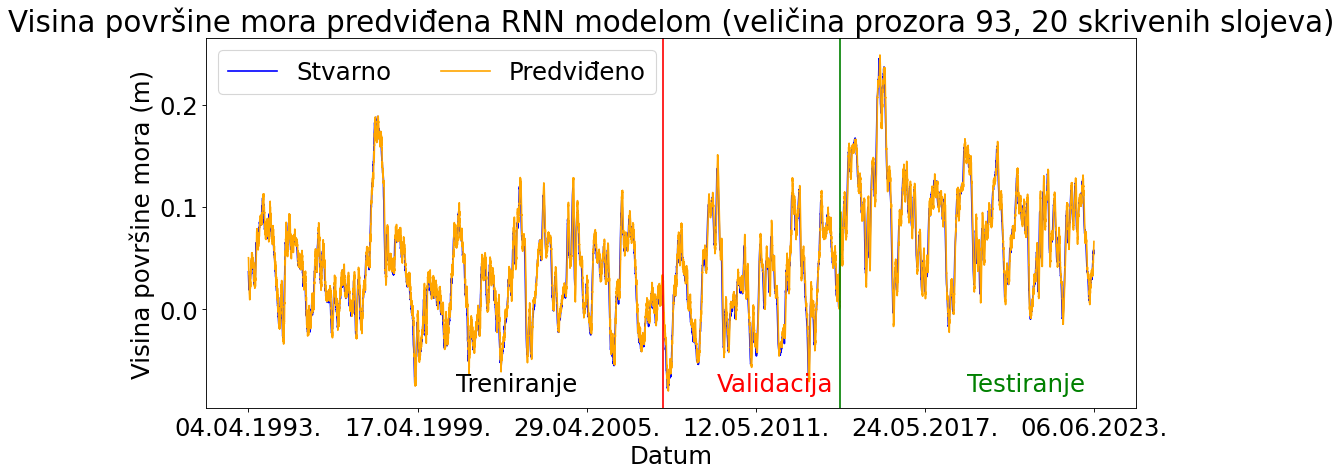 Visina površine mora predviđena RNN modelom (veličina prozora 93, 20 skrivenih slojeva)
Stvarno
Predviđeno
Visina površine mora (m)
0.2
0.1
0.0
Treniranje
Validacija
Testiranje
04.04.1993.
17.04.1999.
29.04.2005.
12.05.2011.
24.05.2017.
06.06.2023.
Datum